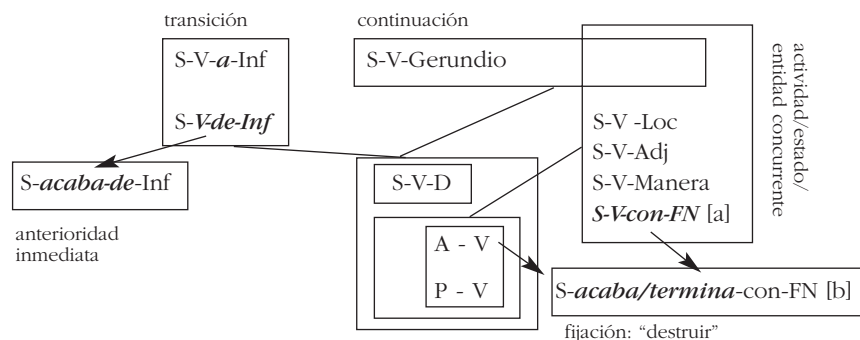 transición
S-V-a-Inf
S-V-de-Inf
continuación
S-V-Gerundio
actividad/estado/
entidad concurrente
S-V -Loc
S-V-Adj
S-V-Manera
S-V-con-FN [a]
S-acaba-de-Inf
anterioridad
inmediata
S-V-D
A - V
P - V
S-acaba/termina-con-FN [b]
fijación: “destruir”